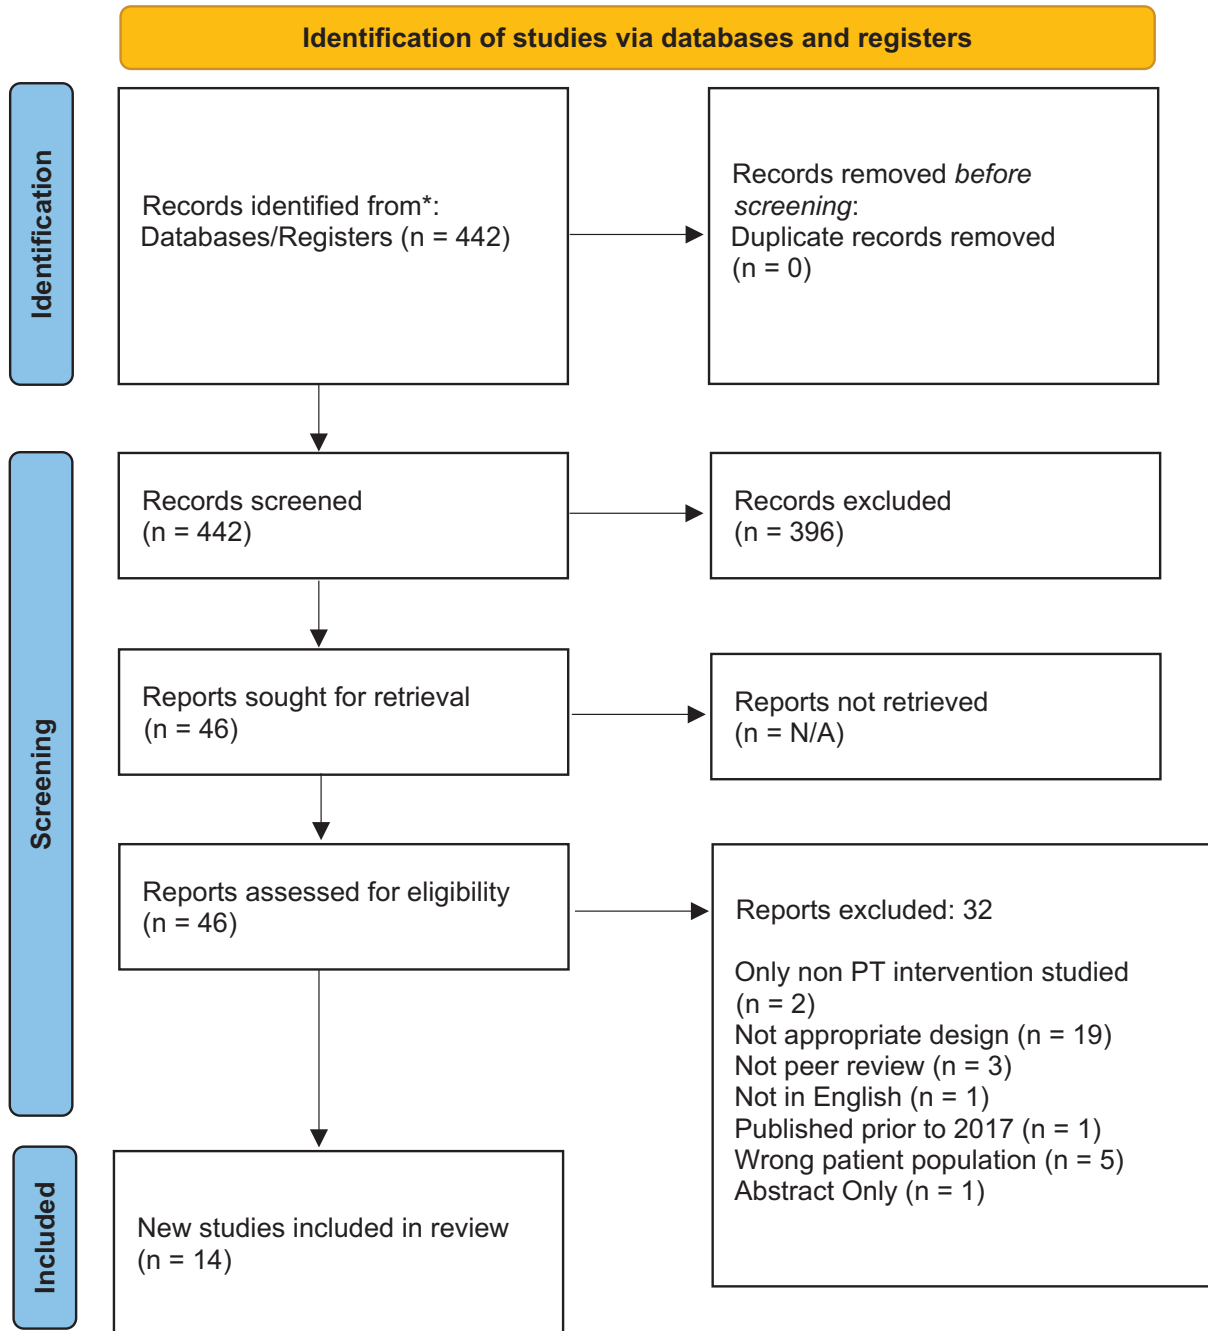 Identification of studies via databases and registers
Identification
Records identified from*:
Databases/Registers (n = 442)
Records removed before
screening:
Duplicate records removed
(n = 0)
Screening
Records screened
(n = 442)
Records excluded
(n = 396)
Reports sought for retrieval
(n = 46)
Reports not retrieved
(n = N/A)
Reports assessed for eligibility
(n = 46)
Reports excluded: 32
Only non PT intervention studied
(n = 2)
Not appropriate design (n = 19)
Not peer review (n = 3)
Not in English (n = 1)
Published prior to 2017 (n = 1)
Wrong patient population (n = 5)
Abstract Only (n = 1)
Included
New studies included in review
(n = 14)